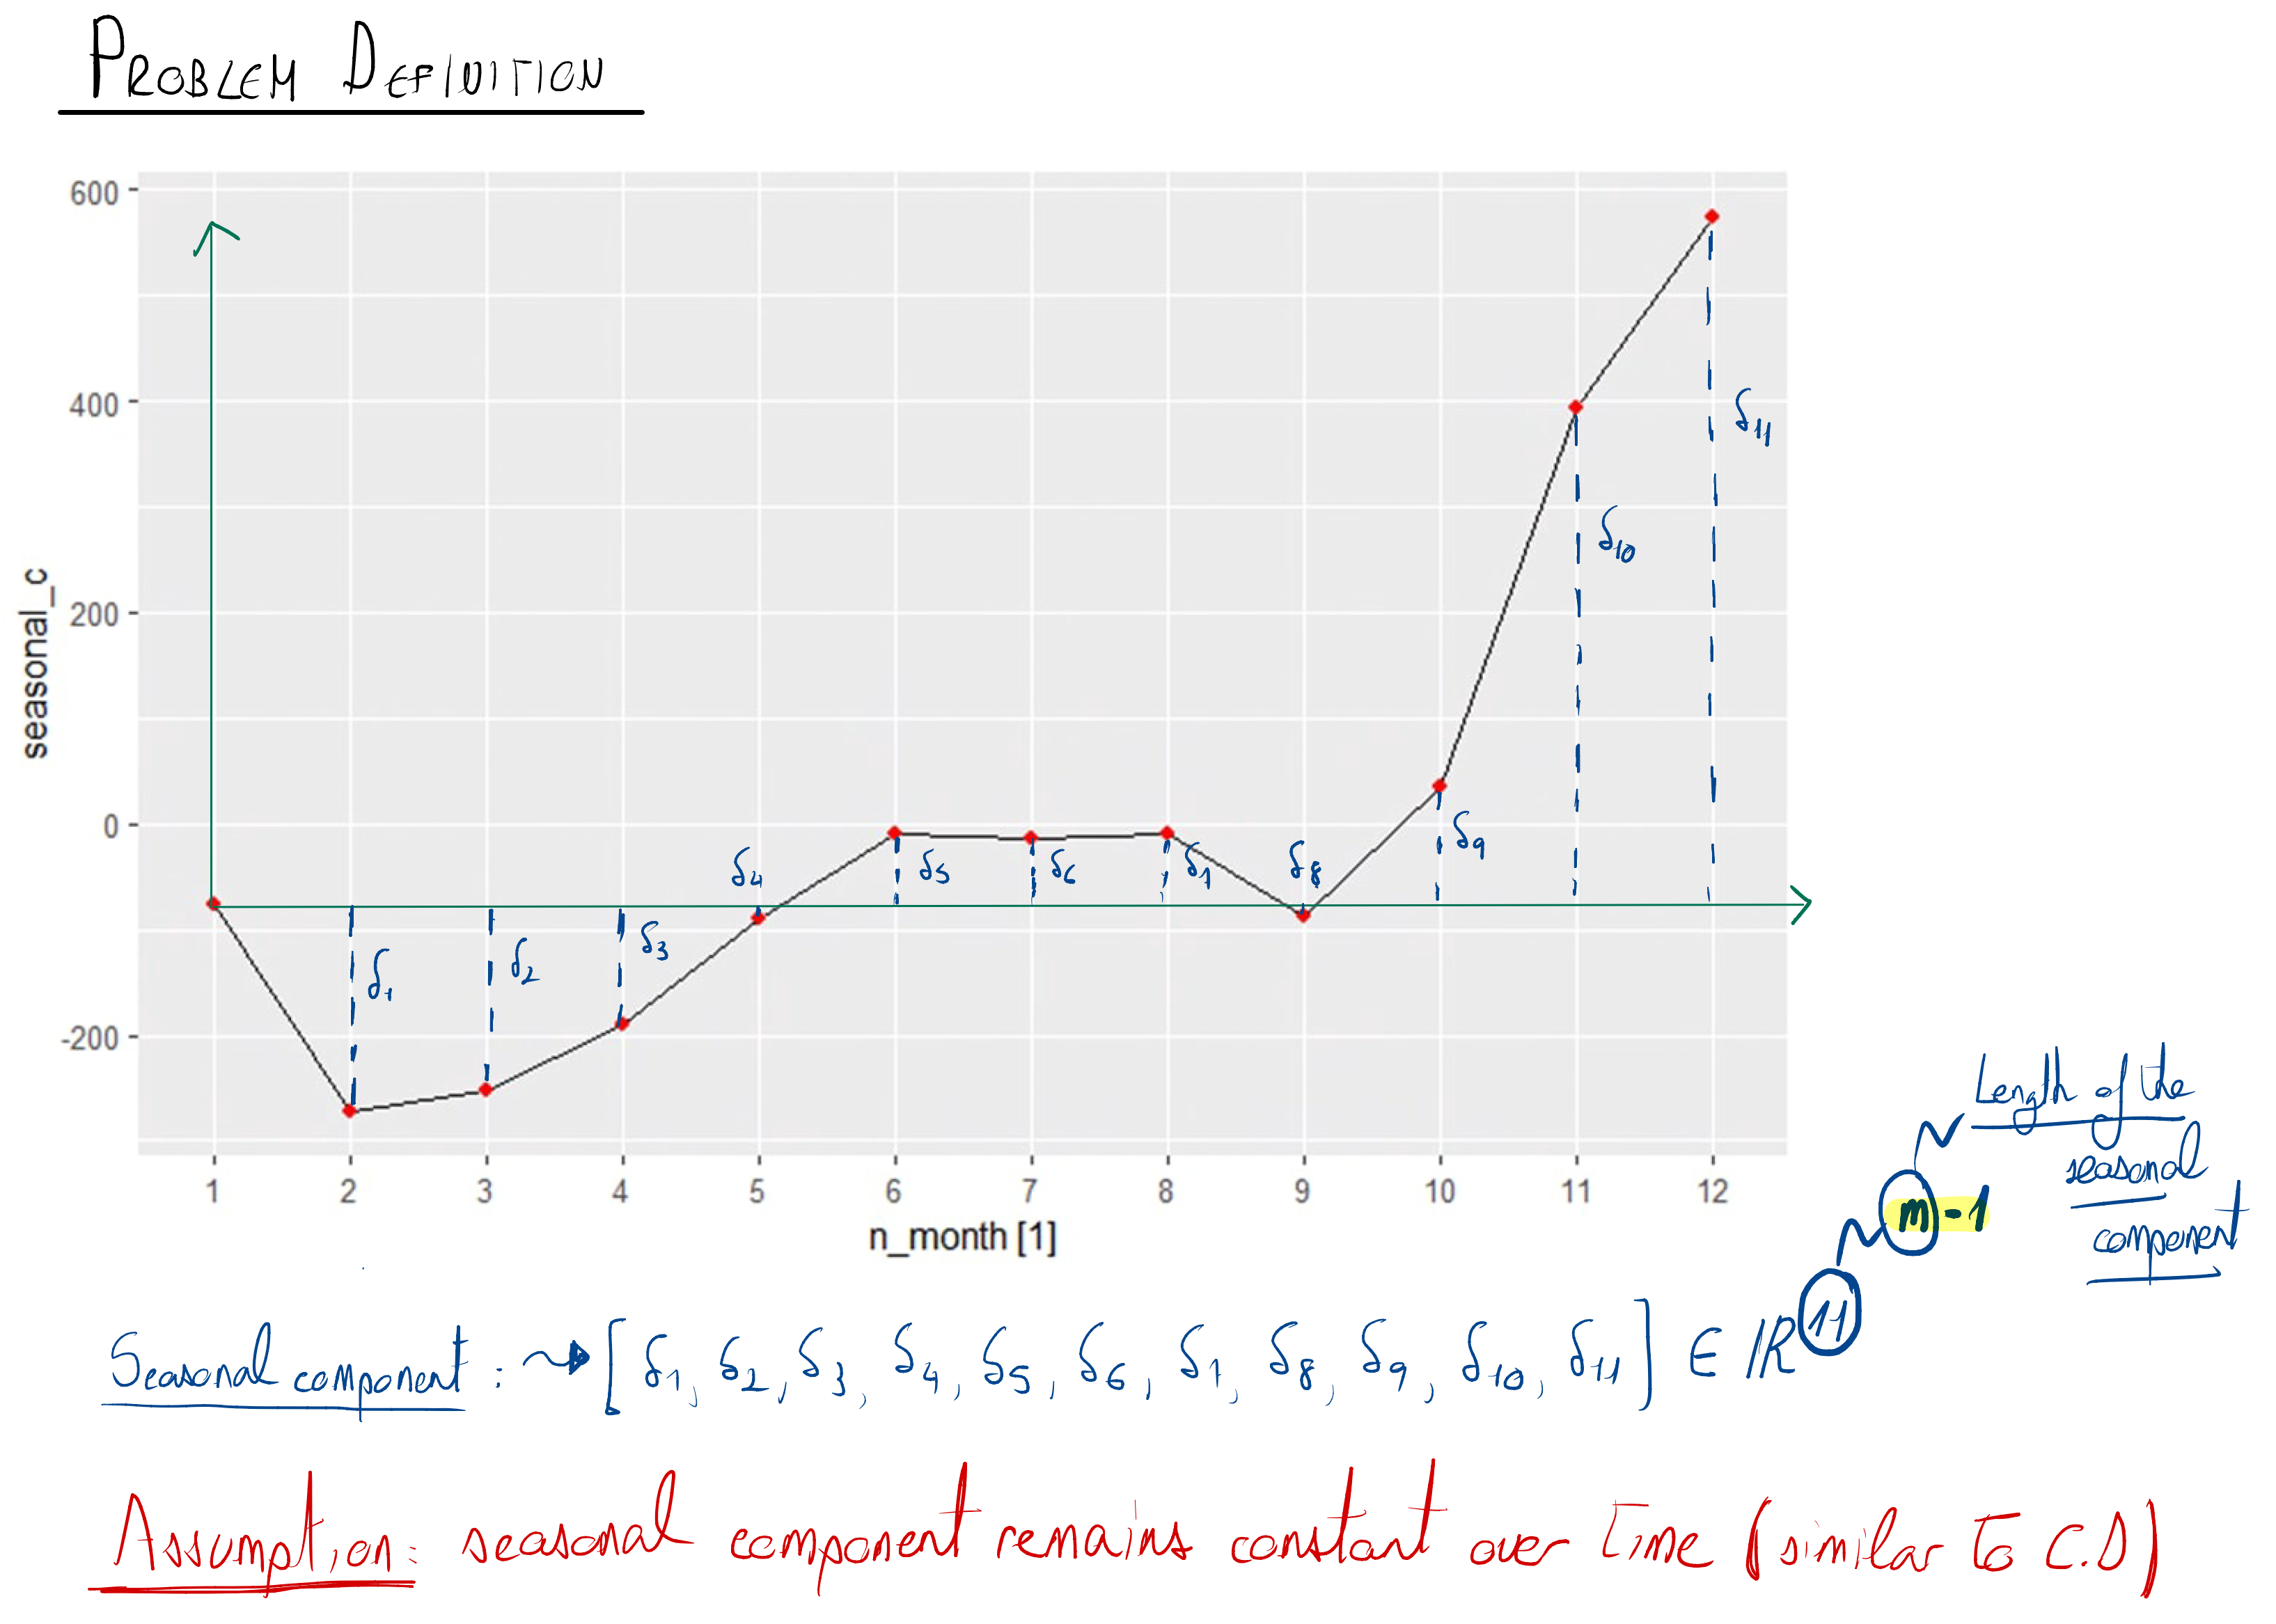 PROBLEM DEFINITION
600
400
200
0
-200
seasonal_c
δ1
δ2
δ3
δ4
δ5
δ6
δ7
δ8
δ9
δ10
δ11
1 2 3 4 5 6 7 8 9 10 11 12
n_month [1]
Length of the
seasonal
component
m-1
Seasonal component : ⤳ [δ1, δ2, δ3, δ4, δ5, δ6, δ7, δ8, δ9, δ10, δ11] ∈ ℝ^11
Assumption: seasonal component remains constant over time (similar to C.D)